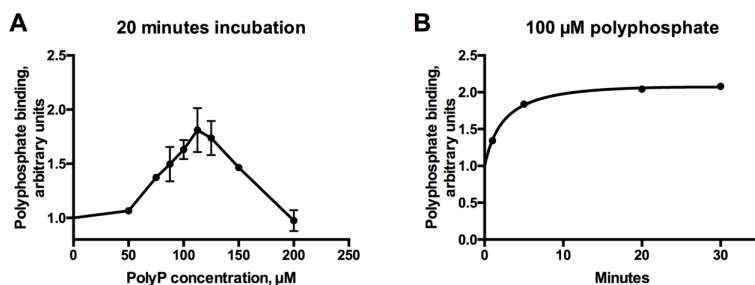 A
20 minutes incubation
Polyphosphate binding,
arbitrary units
2.5
2.0
1.5
1.0
0 50 100 150 200 250
PolyP concentration, µM
B
100 µM polyphosphate
Polyphosphate binding,
arbitrary units
2.5
2.0
1.5
1.0
0.5
0.0
0 10 20 30
Minutes